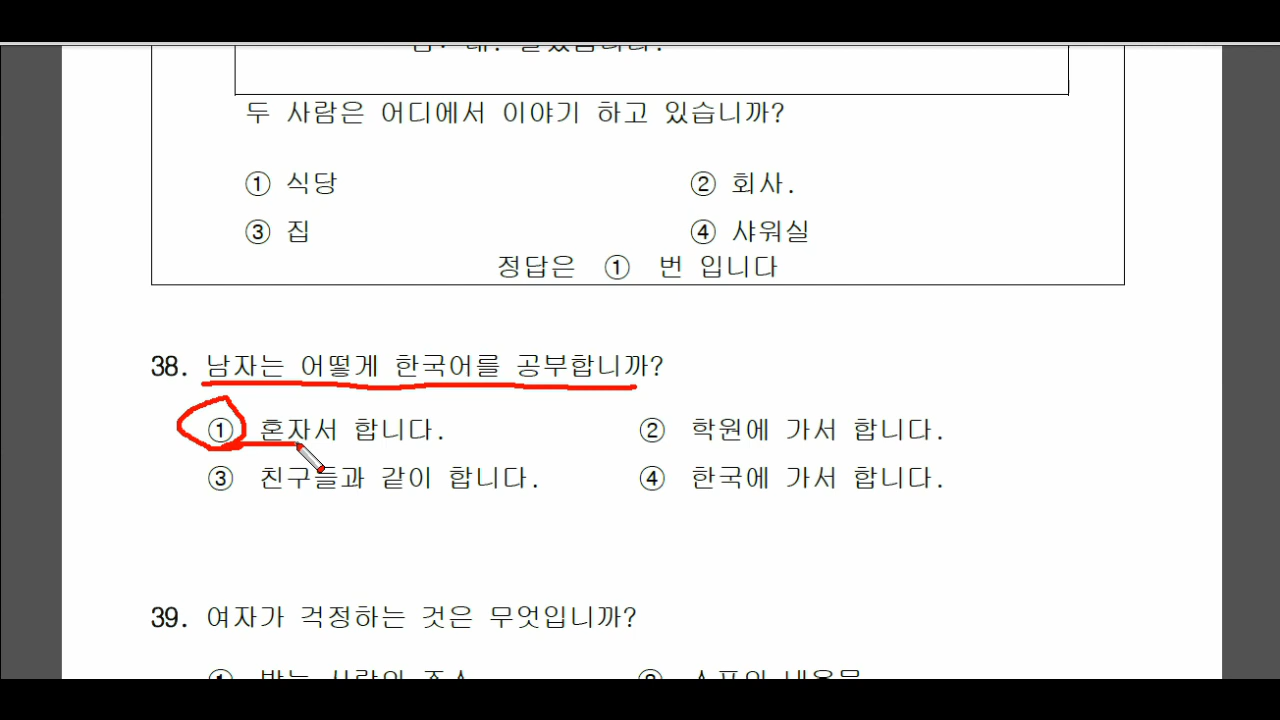 두 사람은 어디에서 이야기 하고 있습니까?
① 식당 ② 회사.
③ 집 ④ 샤워실
정답은 ① 번 입니다
38. 남자는 어떻게 한국어를 공부합니까?
① 혼자서 합니다. ② 학원에 가서 합니다.
③ 친구들과 같이 합니다. ④ 한국에 가서 합니다.
39. 여자가 걱정하는 것은 무엇입니까?